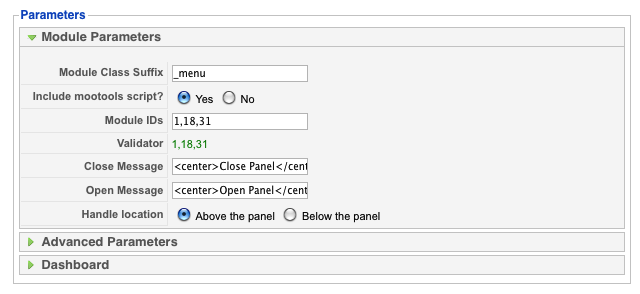 Parameters
Module Parameters
Module Class Suffix _menu
Include mootools script? Yes No
Module IDs 1,18,31
Validator 1,18,31
Close Message <center>Close Panel</cent
Open Message <center>Open Panel</cent
Handle location Above the panel Below the panel
Advanced Parameters
Dashboard